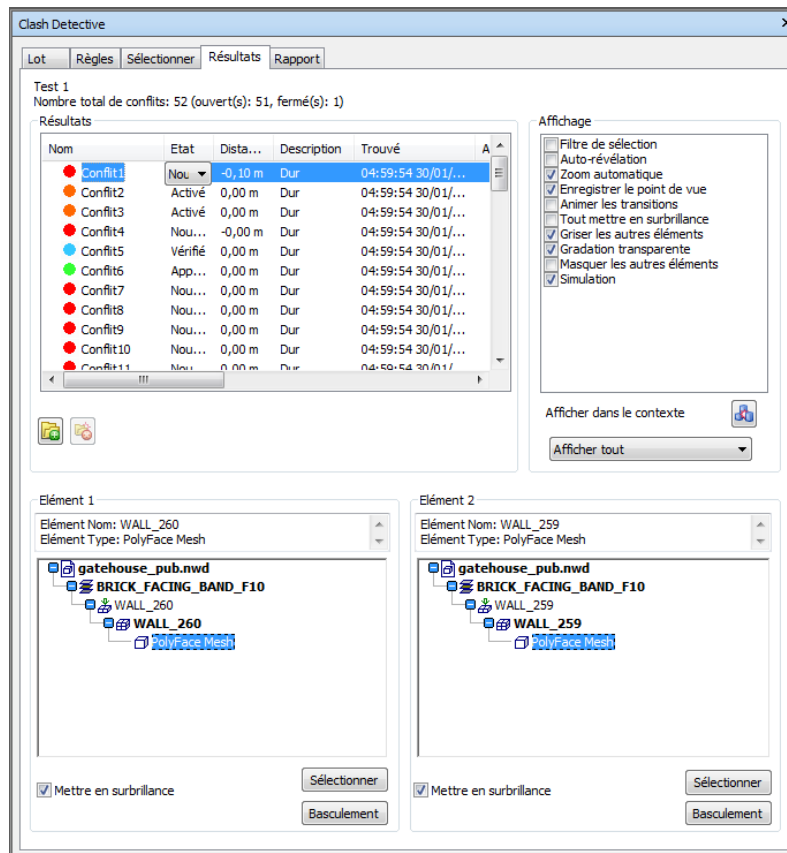 Clash Detective
Lot Règles Sélectionner Résultats Rapport
Test 1
Nombre total de conflits: 52 (ouvert(s): 51, fermé(s): 1)
Résultats
Nom Etat Dista... Description Trouvé A
Conflit1 Nou -0,10 m Dur 04:59:54 30/01/...
Conflit2 Activé 0,00 m Dur 04:59:54 30/01/...
Conflit3 Activé 0,00 m Dur 04:59:54 30/01/...
Conflit4 Nou... -0,00 m Dur 04:59:54 30/01/...
Conflit5 Vérifié 0,00 m Dur 04:59:54 30/01/...
Conflit6 App... 0,00 m Dur 04:59:54 30/01/...
Conflit7 Nou... 0,00 m Dur 04:59:54 30/01/...
Conflit8 Nou... 0,00 m Dur 04:59:54 30/01/...
Conflit9 Nou... 0,00 m Dur 04:59:54 30/01/...
Conflit10 Nou... 0,00 m Dur 04:59:54 30/01/...
Conflit11 Nou 0,00 m Dur 04:59:54 30/01/
Affichage
Filtre de sélection
Auto-révélation
Zoom automatique
Enregistrer le point de vue
Animer les transitions
Tout mettre en surbrillance
Griser les autres éléments
Gradation transparente
Masquer les autres éléments
Simulation
Afficher dans le contexte
Afficher tout
Elément 1
Elément Nom: WALL_260
Elément Type: PolyFace Mesh
gatehouse_pub.nwd
BRICK_FACING_BAND_F10
WALL_260
WALL_260
PolyFace Mesh
Mettre en surbrillance
Sélectionner
Basculement
Elément 2
Elément Nom: WALL_259
Elément Type: PolyFace Mesh
gatehouse_pub.nwd
BRICK_FACING_BAND_F10
WALL_259
WALL_259
PolyFace Mesh
Mettre en surbrillance
Sélectionner
Basculement